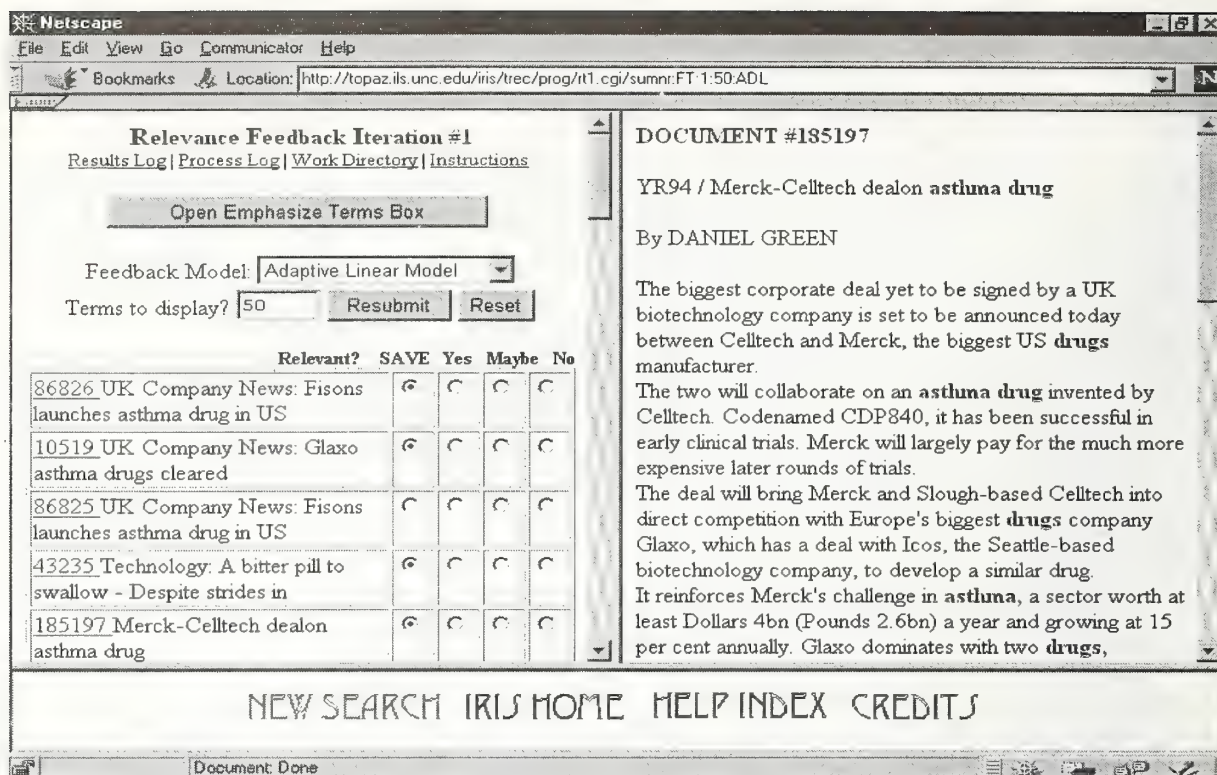 Netscape
File Edit View Go Communicator Help
Bookmarks Location: http://topaz.ils.unc.edu/iris/trec/prog/rt1.cgi/sumnr:FT:1:50:ADL
N
Relevance Feedback Iteration #1
Results Log | Process Log | Work Directory | Instructions
Open Emphasize Terms Box
Feedback Model: Adaptive Linear Model
Terms to display? 50 Resubmit Reset
Relevant? SAVE Yes Maybe No
86826 UK Company News: Fisons
launches asthma drug in US
10519 UK Company News: Glaxo
asthma drugs cleared
86825 UK Company News: Fisons
launches asthma drug in US
43235 Technology: A bitter pill to
swallow - Despite strides in
185197 Merck-Celltech dealon
asthma drug
DOCUMENT #185197
YR94 / Merck-Celltech dealon asthma drug
By DANIEL GREEN
The biggest corporate deal yet to be signed by a UK
biotechnology company is set to be announced today
between Celltech and Merck, the biggest US drugs
manufacturer.
The two will collaborate on an asthma drug invented by
Celltech. Codenamed CDP840, it has been successful in
early clinical trials. Merck will largely pay for the much more
expensive later rounds of trials.
The deal will bring Merck and Slough-based Celltech into
direct competition with Europe's biggest drugs company
Glaxo, which has a deal with Icos, the Seattle-based
biotechnology company, to develop a similar drug.
It reinforces Merck's challenge in asthma, a sector worth at
least Dollars 4bn (Pounds 2.6bn) a year and growing at 15
per cent annually. Glaxo dominates with two drugs,
NEW SEARCH IRIS HOME HELP INDEX CREDITS
Document: Done